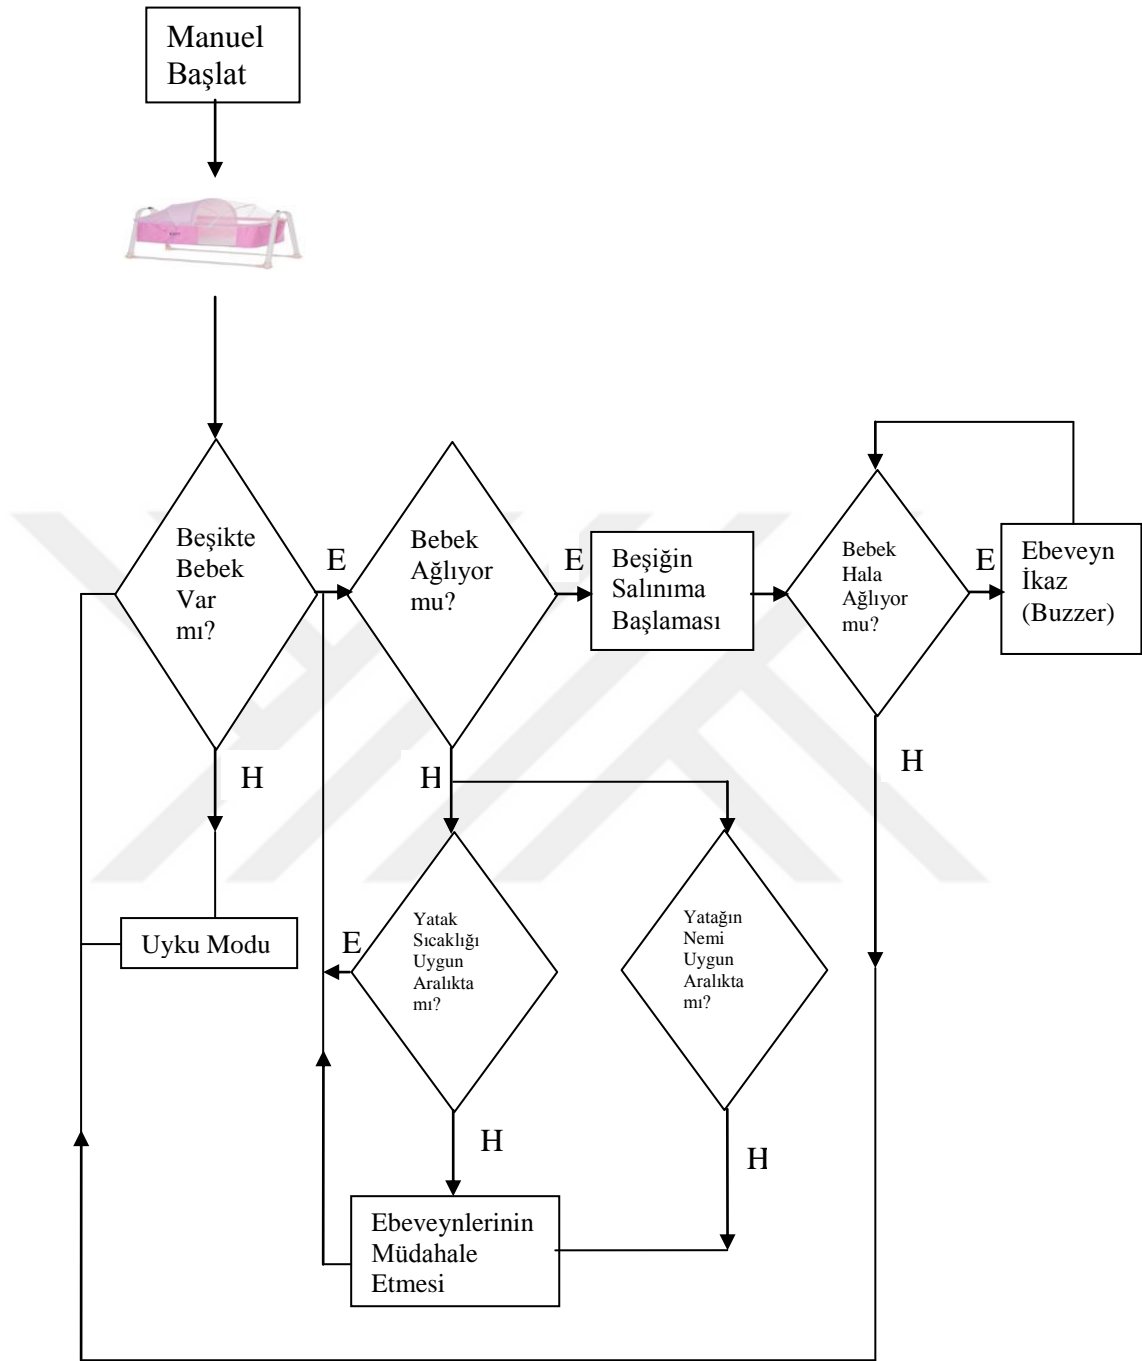 Manuel
Başlat
Beşikte
Bebek
Var
mı?
E
Bebek
Ağlıyor
mu?
E
Beşiğin
Salınıma
Başlaması
Bebek
Hala
Ağlıyor
mu?
E
Ebeveyn
İkaz
(Buzzer)
H
H
H
Uyku Modu
E
Yatak
Sıcaklığı
Uygun
Aralıkta
mı?
Yatağın
Nemi
Uygun
Aralıkta
mı?
H
H
Ebeveynlerinin
Müdahale
Etmesi